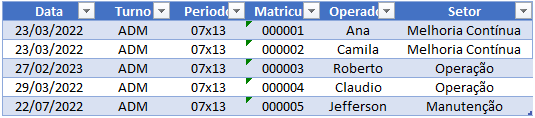 Data Turno Período Matricu Operado Setor
23/03/2022 ADM 07x13 000001 Ana Melhoria Contínua
23/03/2022 ADM 07x13 000002 Camila Melhoria Contínua
27/02/2023 ADM 07x13 000003 Roberto Operação
29/03/2022 ADM 07x13 000004 Claudio Operação
22/07/2022 ADM 07x13 000005 Jefferson Manutenção